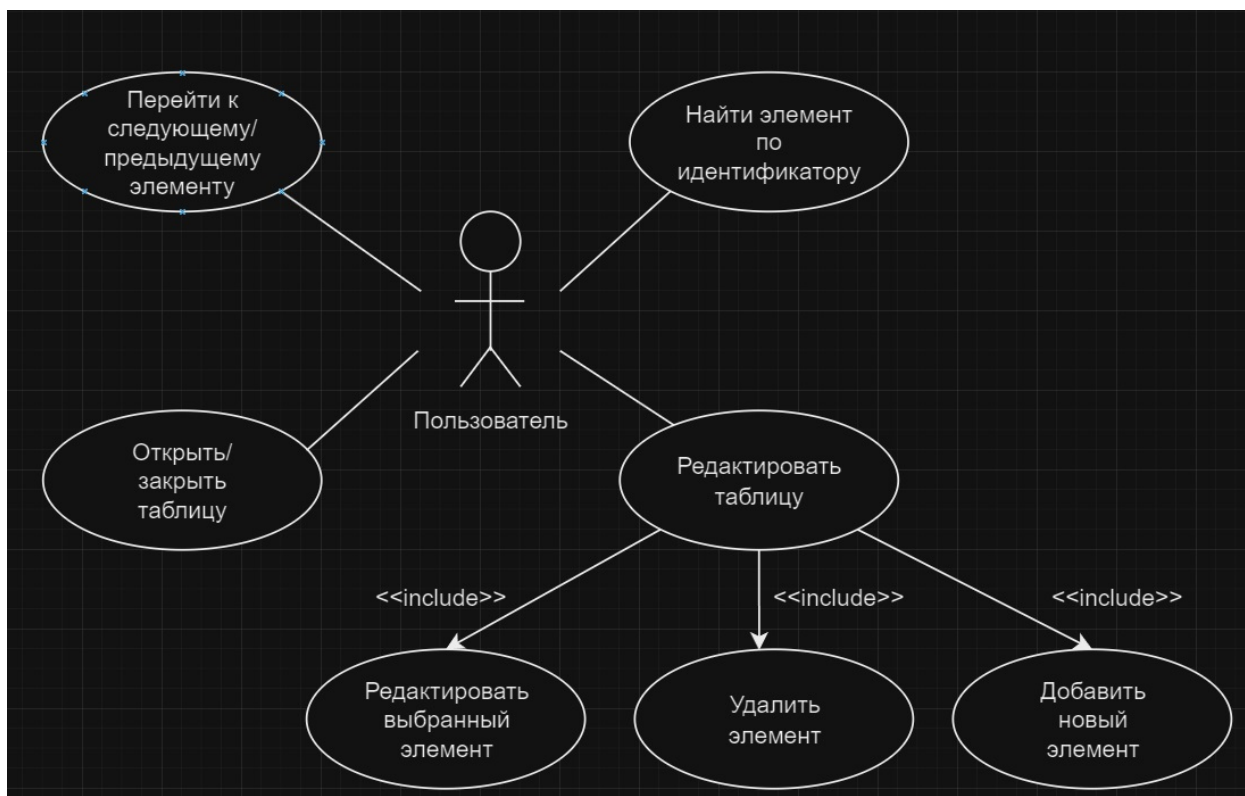 Перейти к
следующему/
предыдущему
элементу
Найти элемент
по
идентификатору
Пользователь
Открыть/
закрыть
таблицу
Редактировать
таблицу
<<include>>
<<include>>
<<include>>
Редактировать
выбранный
элемент
Удалить
элемент
Добавить
новый
элемент